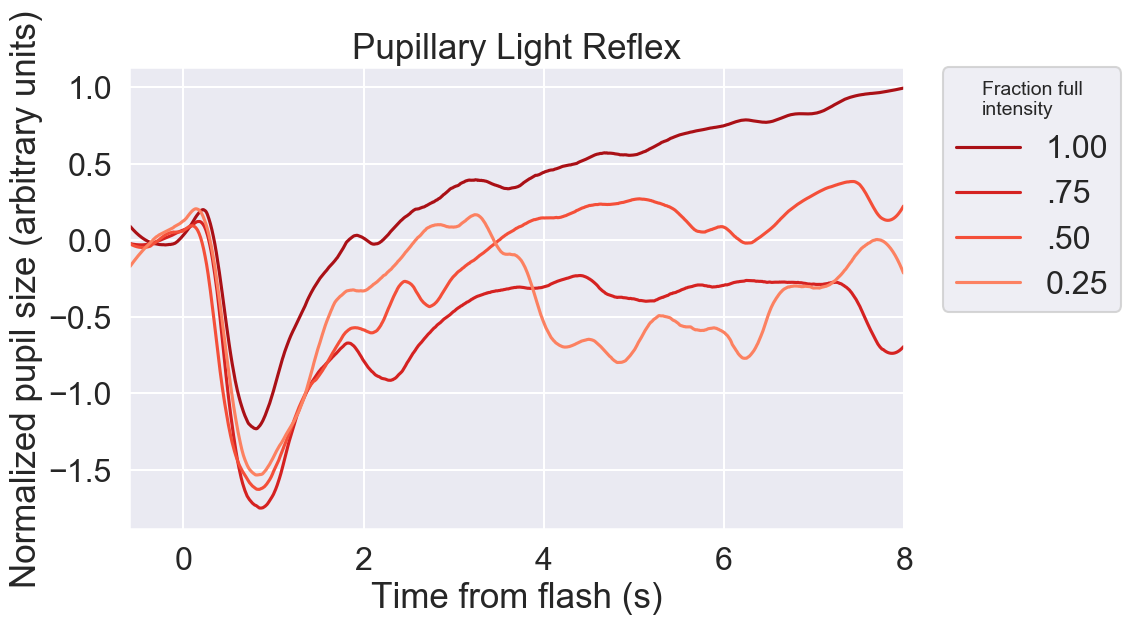 Pupillary Light Reflex
Normalized pupil size (arbitrary units)
1.0
0.5
0.0
−0.5
−1.0
−1.5
0 2 4 6 8
Time from flash (s)
Fraction full
intensity
1.00
.75
.50
0.25